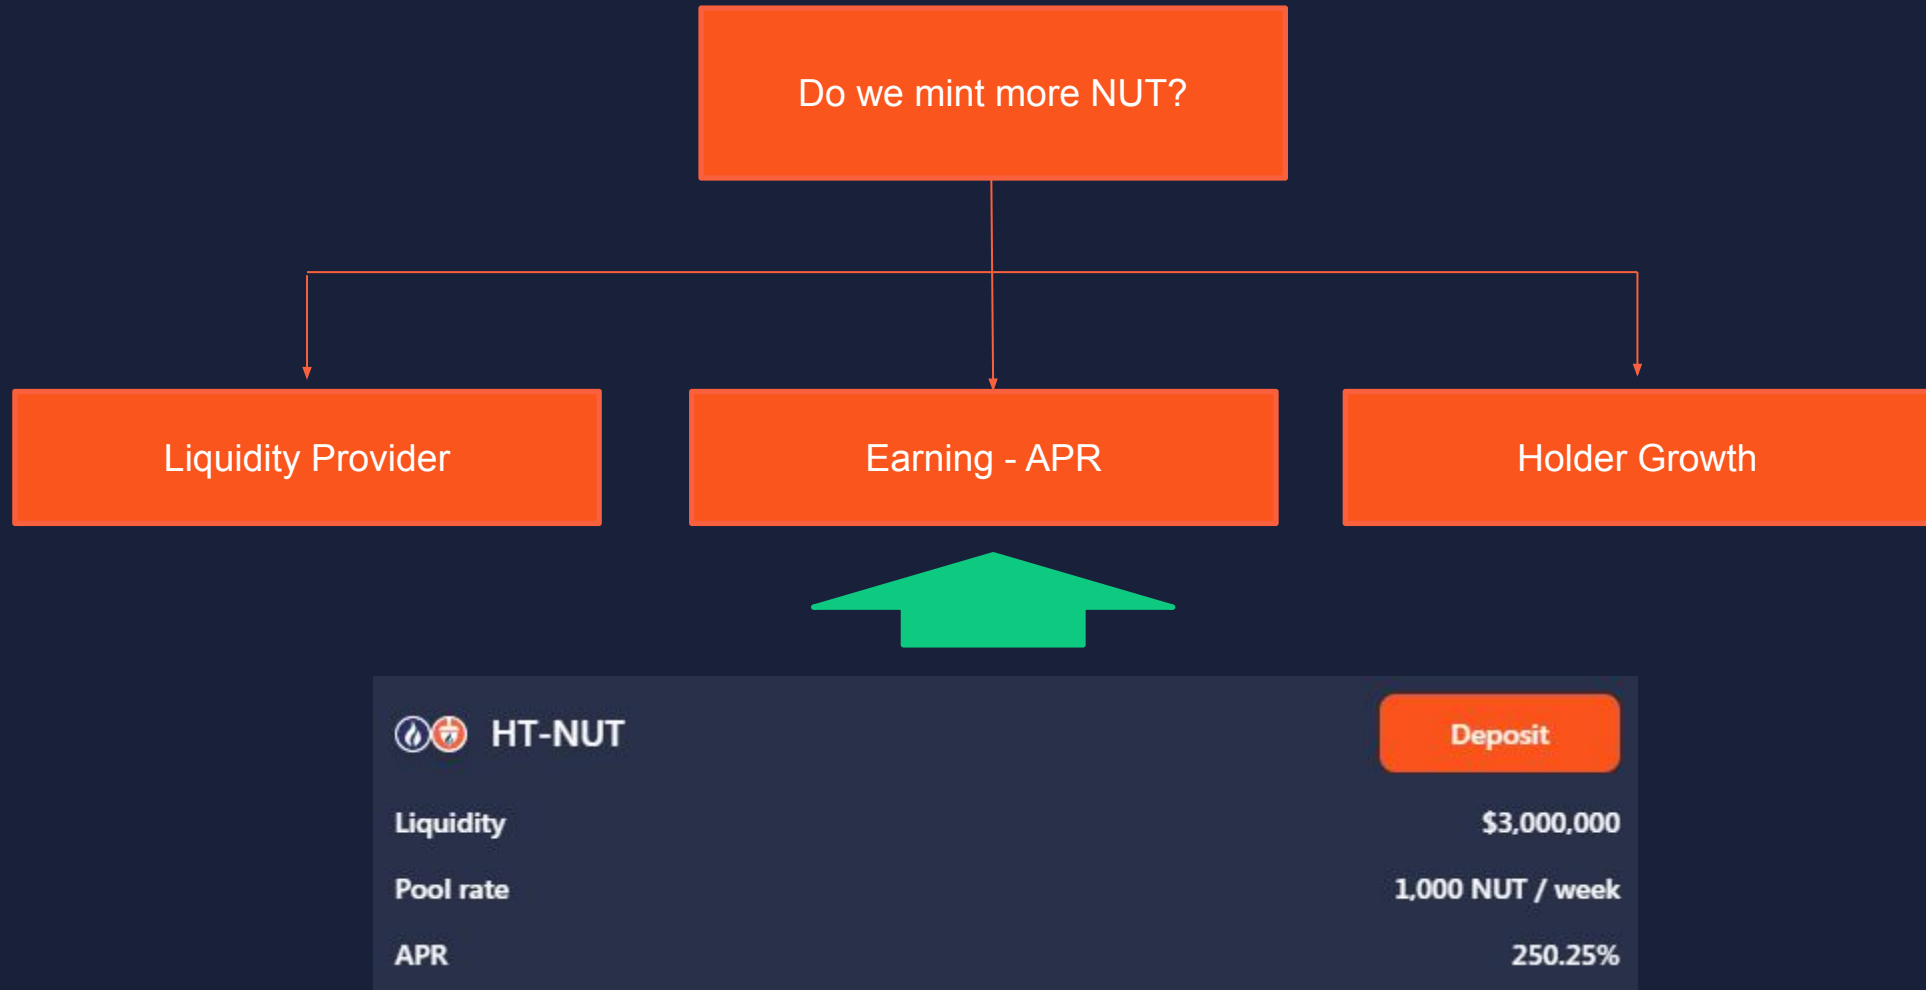 Do we mint more NUT?
Liquidity Provider
Earning - APR
Holder Growth
HT-NUT
Deposit
Liquidity
$3,000,000
Pool rate
1,000 NUT / week
APR
250.25%